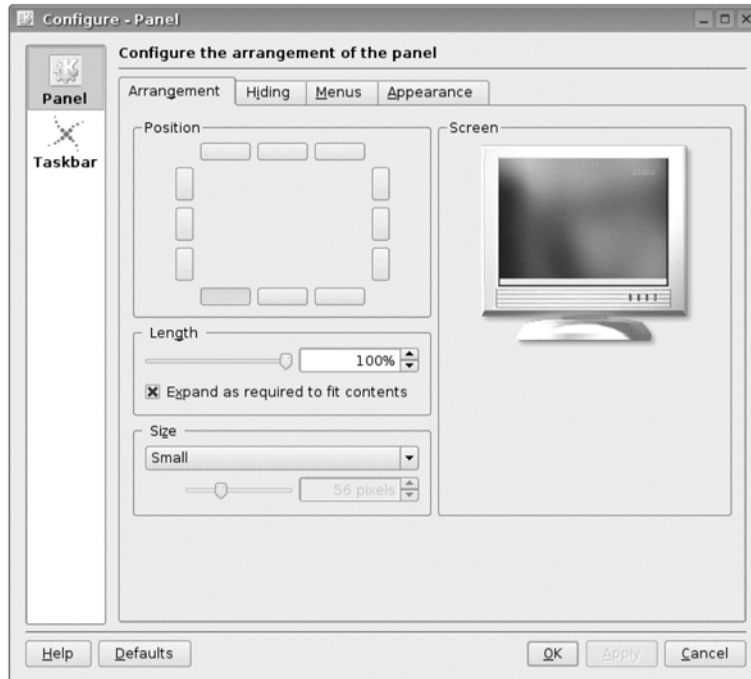 Configure - Panel
Configure the arrangement of the panel
Panel
Taskbar
Arrangement
Hiding
Menus
Appearance
Position
Screen
Length
100%
Expand as required to fit contents
Size
Small
56 pixels
Help
Defaults
OK
Apply
Cancel